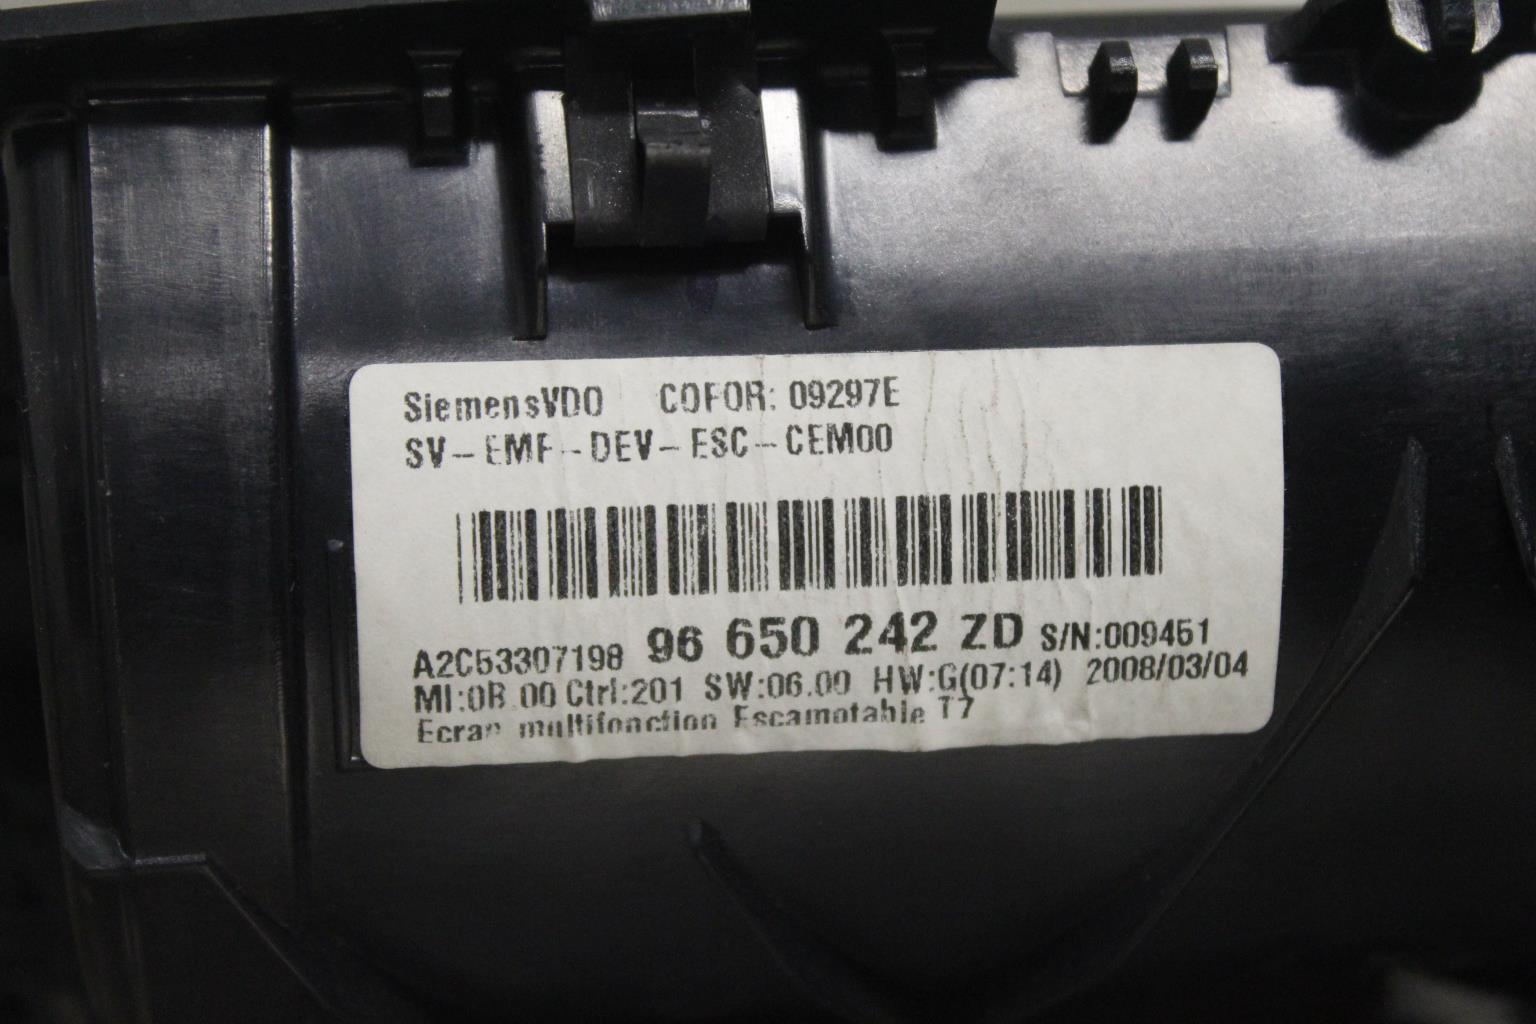 SiemensVDO COFOR: 09297E
SV-EMF-DEV-ESC-CEM00
A2C53307198 96 650 242 ZD S/N:009451
MI:0B.00 Ctrl:201 SW:06.00 HW:G(07:14) 2008/03/04
Ecran multifonction Escamotable T7